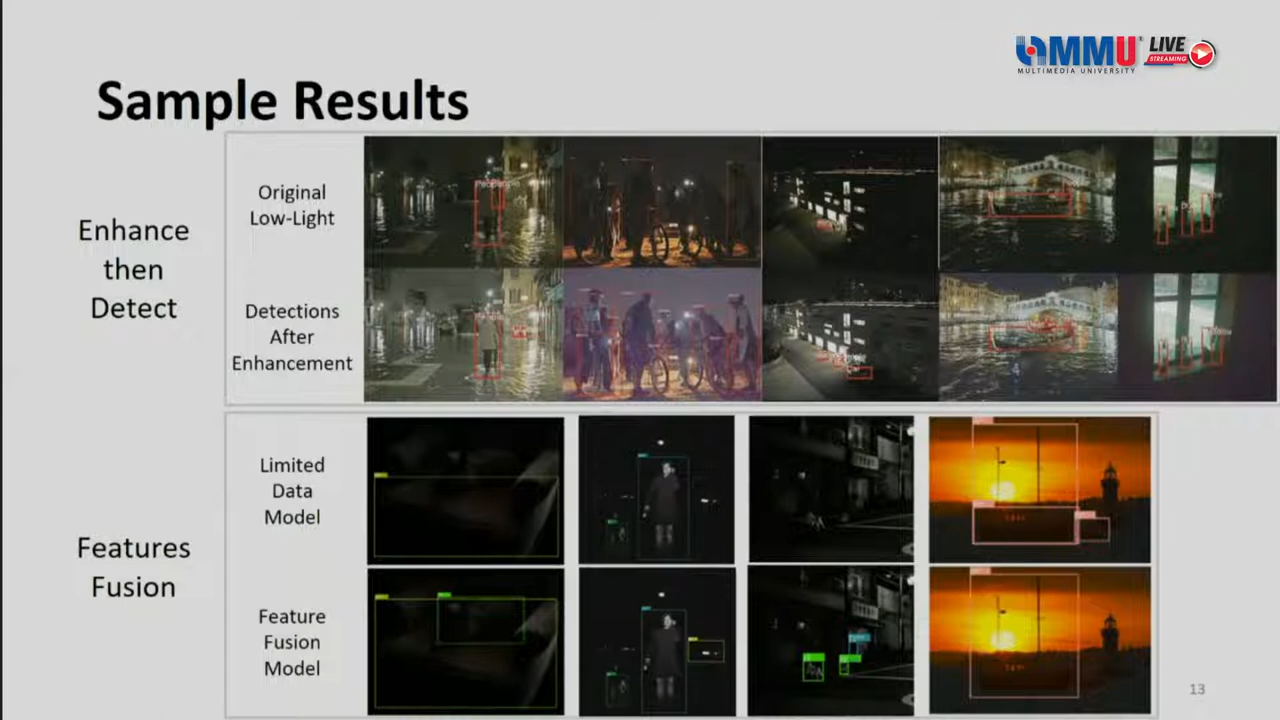 MMU
MULTIMEDIA UNIVERSITY
LIVE
STREAMING
Sample Results
Enhance
then
Detect
Original
Low-Light
Detections
After
Enhancement
Features
Fusion
Limited
Data
Model
Feature
Fusion
Model
13